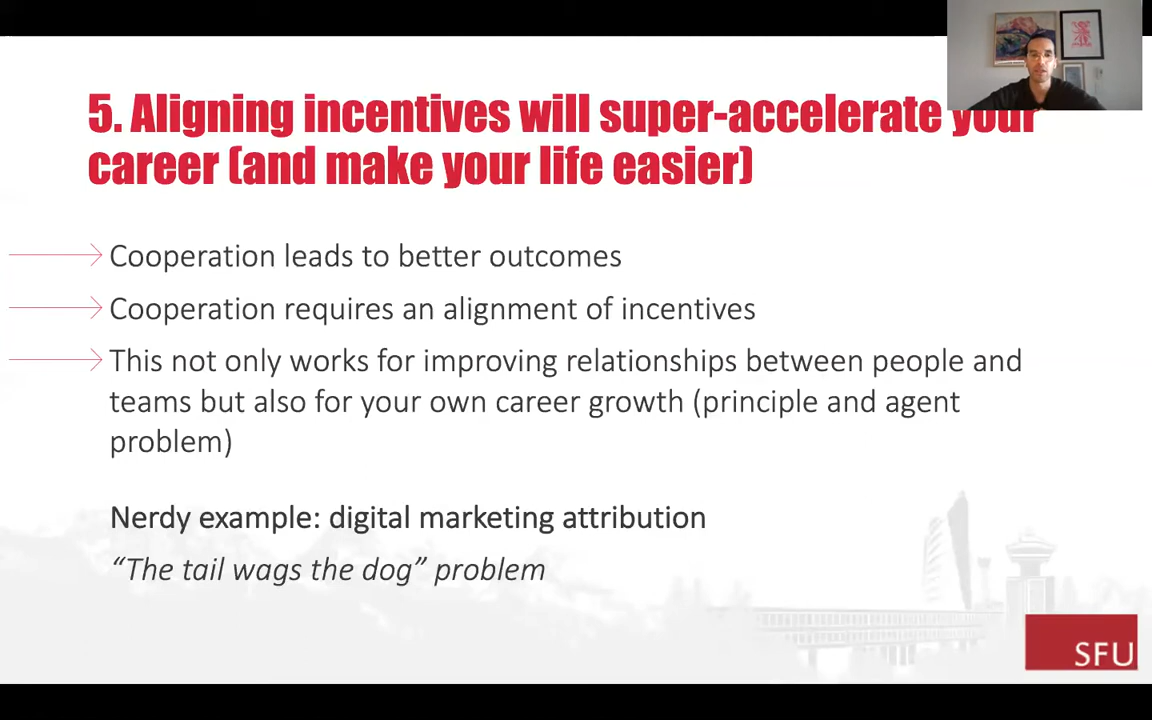 5. Aligning incentives will super-accelerate your
career (and make your life easier)
Cooperation leads to better outcomes
Cooperation requires an alignment of incentives
This not only works for improving relationships between people and
teams but also for your own career growth (principle and agent
problem)
Nerdy example: digital marketing attribution
“The tail wags the dog” problem
SFU